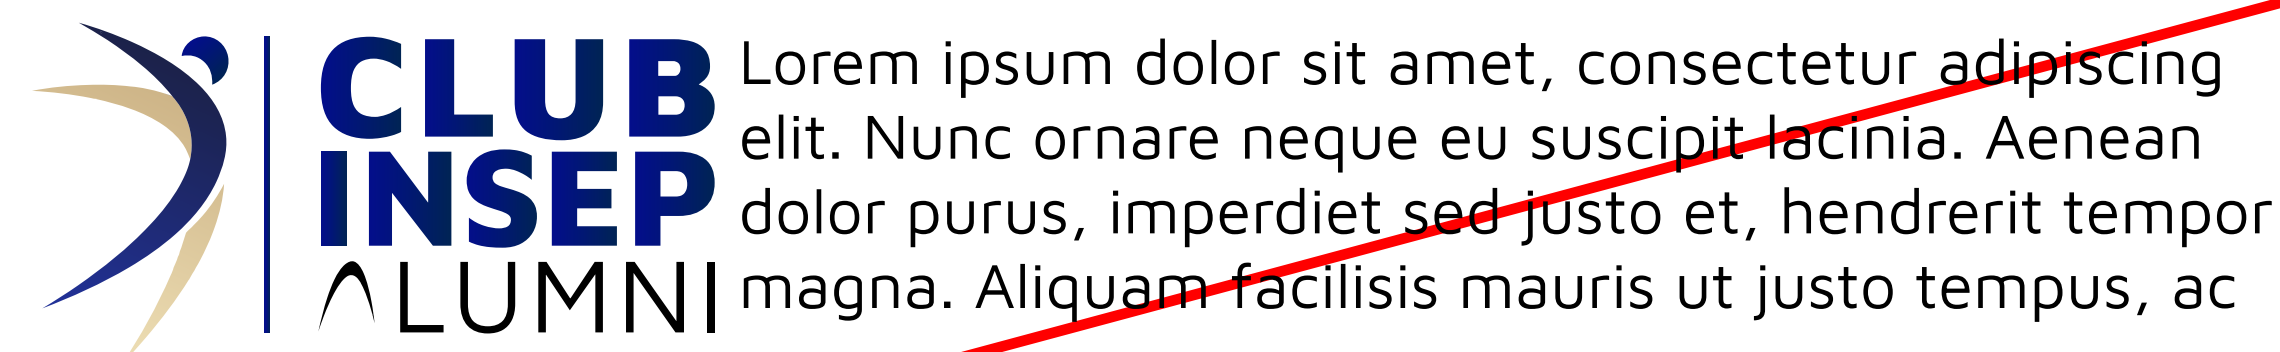 CLUB
INSEP
ALUMNI
Lorem ipsum dolor sit amet, consectetur adipiscing
elit. Nunc ornare neque eu suscipit lacinia. Aenean
dolor purus, imperdiet sed justo et, hendrerit tempor
magna. Aliquam facilisis mauris ut justo tempus, ac